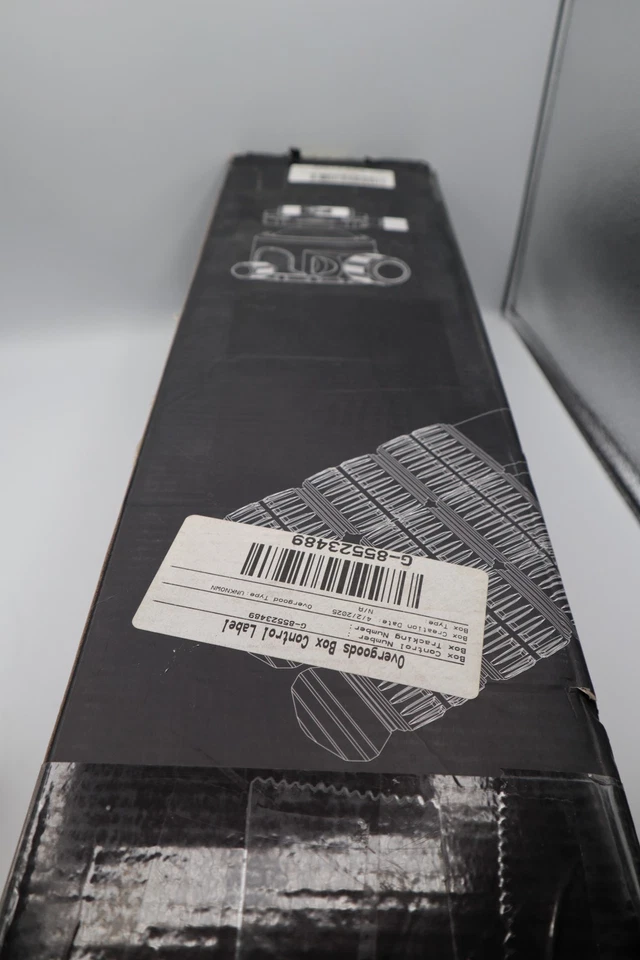 Overgoods Box Control Label
Box Control Number: G-85523489
Box Tracking Number: N/A
Box Creation Date: 4/2/2025
Box Type: Overgood Type: UNKNOWN
G-85523489